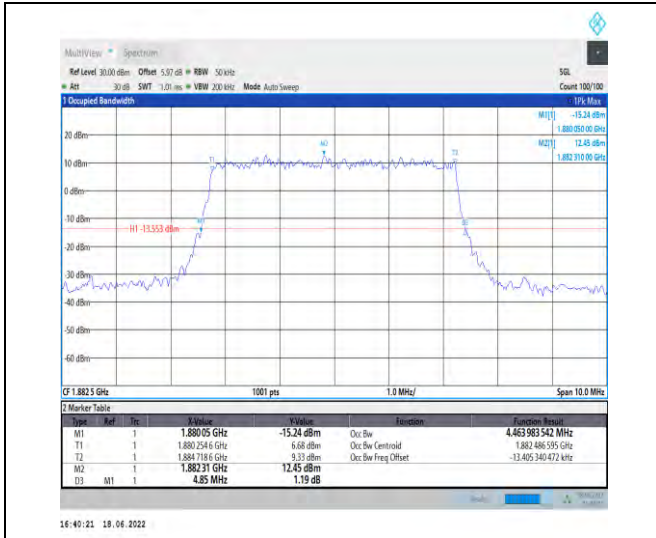 MultiView Spectrum
Ref Level 30.00 dBm Offset 5.97 dB RBW 50 kHz SGL
Att 30 dB SWT 1.01 ms VBW 200 kHz Mode Auto Sweep Count 100/100
1 Occupied Bandwidth 1Pk Max
M1[1] -15.24 dBm
1.880 050 00 GHz
M2[1] 12.45 dBm
1.882 310 00 GHz
20 dBm
M2
T1
T2
10 dBm
0 dBm
-10 dBm
H1 -13.553 dBm
-20 dBm
-30 dBm
-40 dBm
-50 dBm
-60 dBm
CF 1.882 5 GHz 1001 pts 1.0 MHz/ Span 10.0 MHz
2 Marker Table
Type Ref Trc X-Value Y-Value Function Function Result
M1 1 1.880 05 GHz -15.24 dBm Occ Bw 4.463 983 542 MHz
T1 1 1.880 254 6 GHz 6.68 dBm Occ Bw Centroid 1.882 486 595 GHz
T2 1 1.884 718 6 GHz 9.33 dBm Occ Bw Freq Offset -13.405 340 472 kHz
M2 1 1.882 31 GHz 12.45 dBm
D3 M1 1 4.85 MHz 1.19 dB
16:40:21 18.06.2022